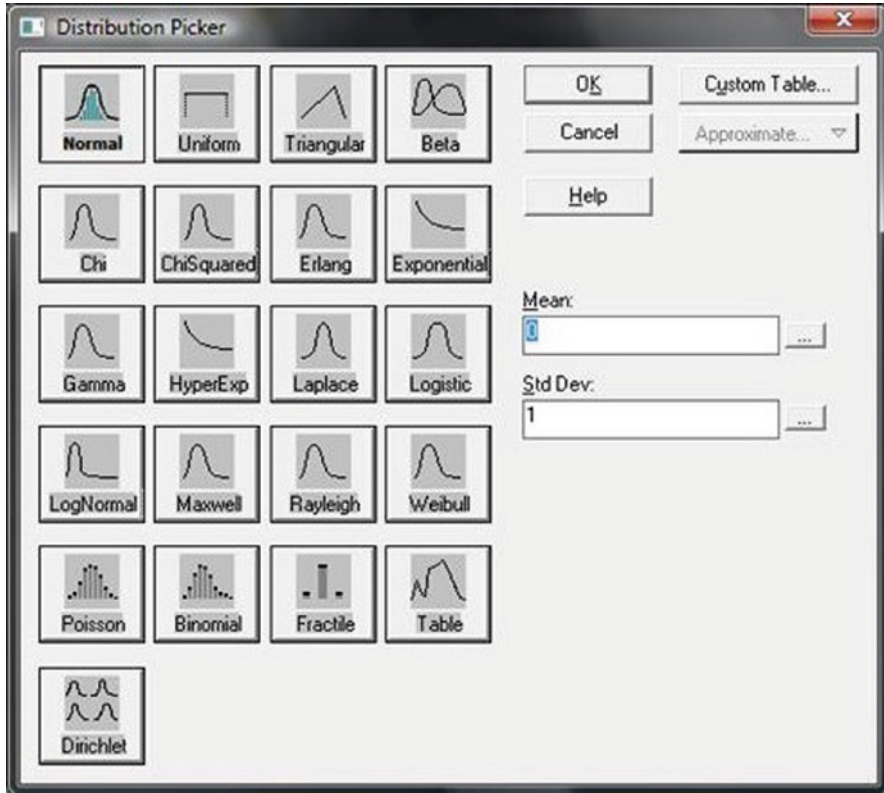 Distribution Picker
Normal
Uniform
Triangular
Beta
OK
Custom Table...
Cancel
Approximate...
Chi
ChiSquared
Erlang
Exponential
Help
Gamma
HyperExp
Laplace
Logistic
Mean:
0
...
Std Dev:
1
...
LogNormal
Maxwell
Rayleigh
Weibull
Poisson
Binomial
Fractile
Table
Dirichlet